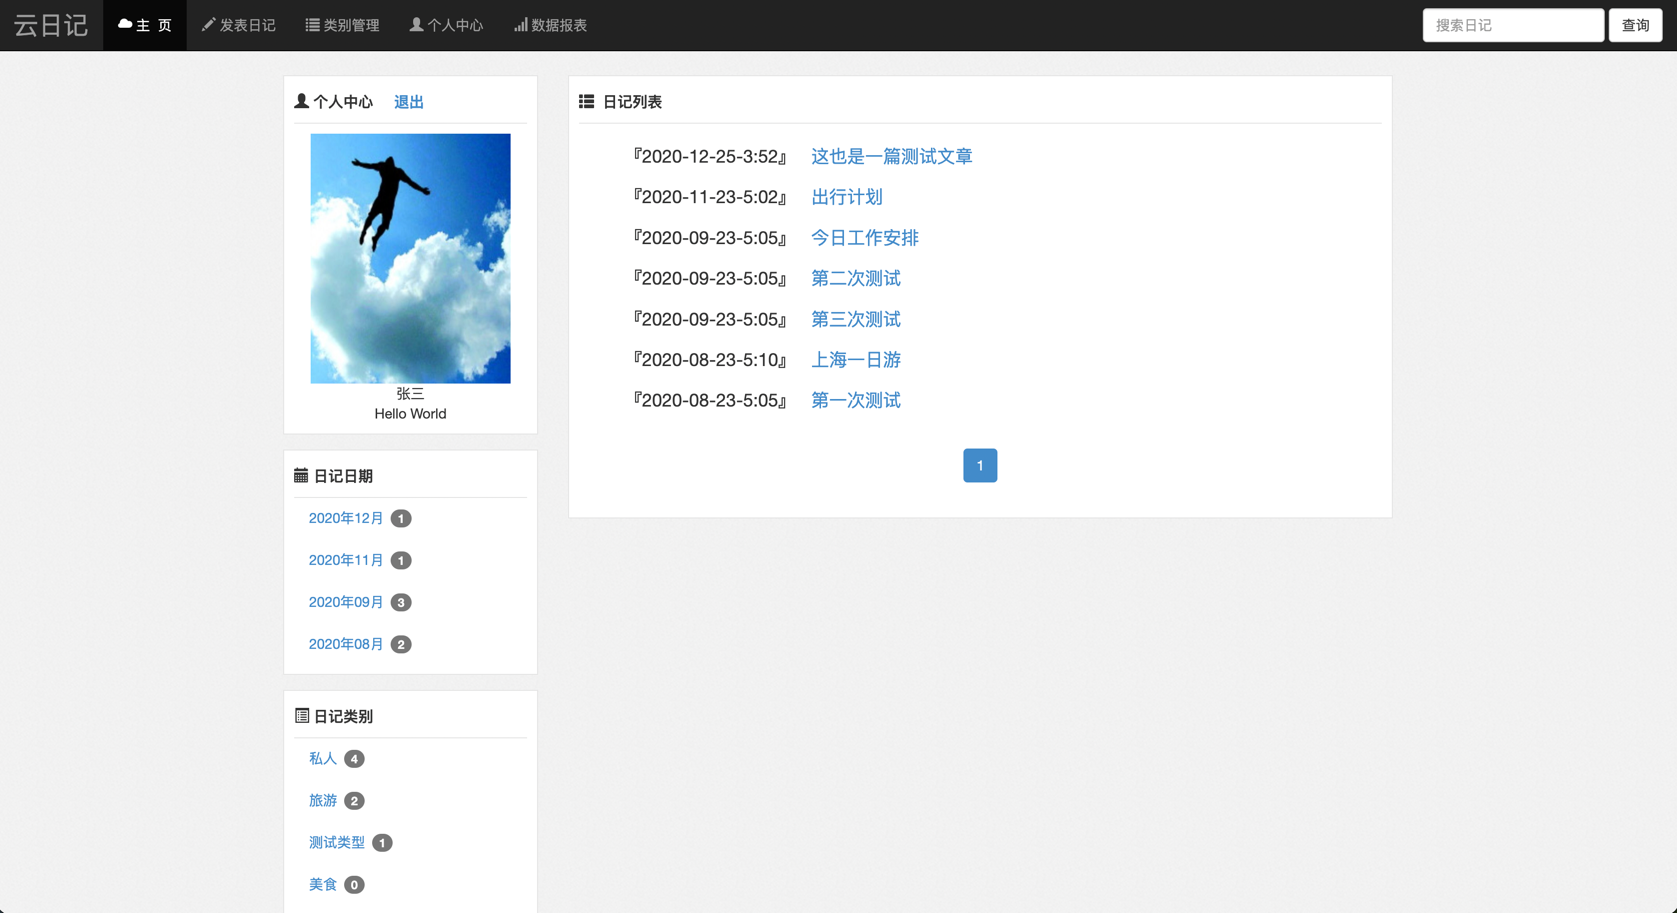 云日记 主 页 发表日记 类别管理 个人中心 数据报表 搜索日记 查询
个人中心 退出
张三
Hello World
日记日期
2020年12月 1
2020年11月 1
2020年09月 3
2020年08月 2
日记类别
私人 4
旅游 2
测试类型 1
美食 0
日记列表
『2020-12-25-3:52』 这也是一篇测试文章
『2020-11-23-5:02』 出行计划
『2020-09-23-5:05』 今日工作安排
『2020-09-23-5:05』 第二次测试
『2020-09-23-5:05』 第三次测试
『2020-08-23-5:10』 上海一日游
『2020-08-23-5:05』 第一次测试
1